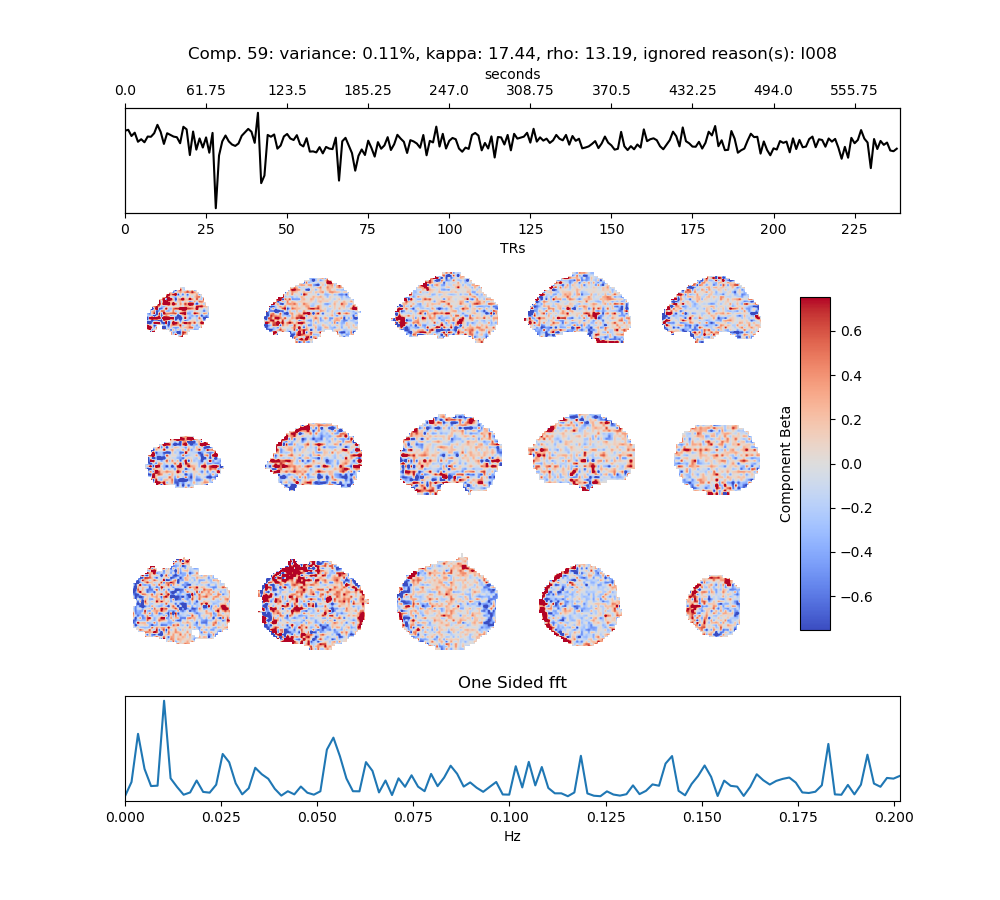 Comp. 59: variance: 0.11%, kappa: 17.44, rho: 13.19, ignored reason(s): I008
seconds
0.0 61.75 123.5 185.25 247.0 308.75 370.5 432.25 494.0 555.75
0 25 50 75 100 125 150 175 200 225
TRs
0.6
0.4
0.2
0.0
−0.2
−0.4
−0.6
Component Beta
One Sided fft
0.000 0.025 0.050 0.075 0.100 0.125 0.150 0.175 0.200
Hz